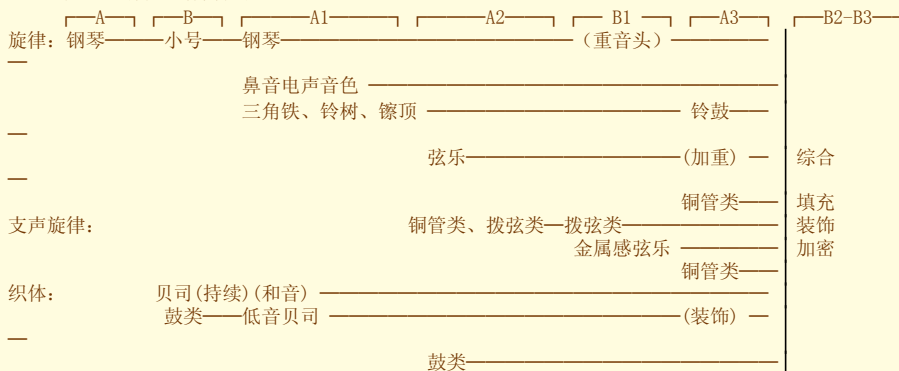 ┌──A──┐ ┌──B──┐ ┌────A1────┐ ┌────A2────┐ ┌── B1 ──┐ ┌──A3──┐ ┌──B2-B3──
旋律：钢琴———小号——钢琴———————————————（重音头）—————
—
鼻音电声音色 —————————————————————
三角铁、铃树、镲顶 ————————————— 铃鼓——
—
弦乐———————————(加重) — 综合
—
铜管类—— 填充
支声旋律： 铜管类、拨弦类—拨弦类———————— 装饰
金属感弦乐 ————— 加密
铜管类——
织体： 贝司(持续)(和音) ———————————————————————
鼓类——低音贝司 ——————————————————(装饰) —
—
鼓类————————————————